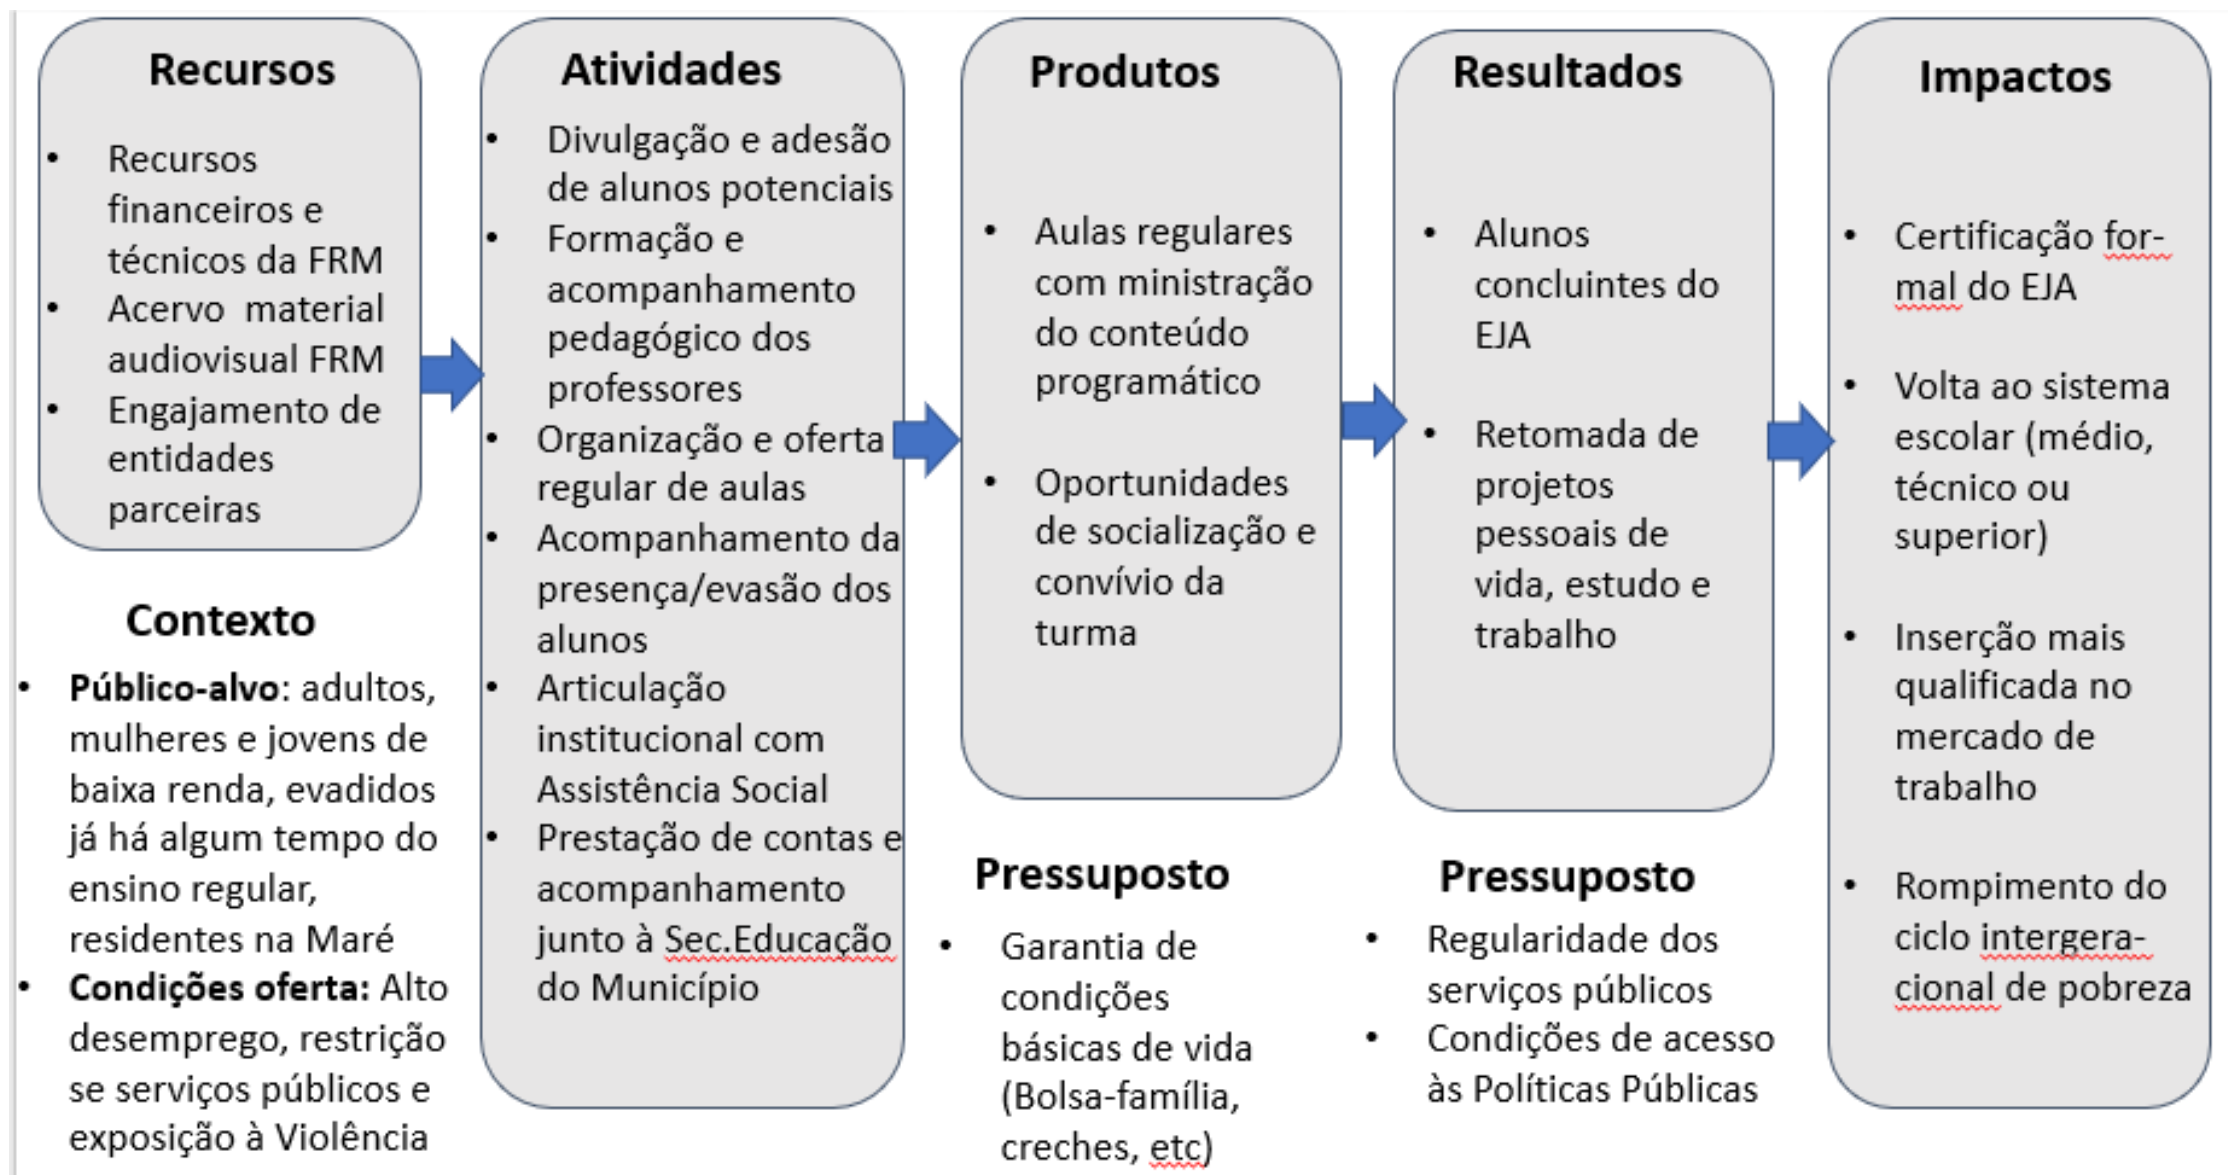 Recursos
• Recursos
financeiros e
técnicos da FRM
• Acervo material
audiovisual FRM
• Engajamento de
entidades
parceiras
Contexto
• Público-alvo: adultos,
mulheres e jovens de
baixa renda, evadidos
já há algum tempo do
ensino regular,
residentes na Maré
• Condições oferta: Alto
desemprego, restrição
se serviços públicos e
exposição à Violência
Atividades
• Divulgação e adesão
de alunos potenciais
• Formação e
acompanhamento
pedagógico dos
professores
• Organização e oferta
regular de aulas
• Acompanhamento da
presença/evasão dos
alunos
• Articulação
institucional com
Assistência Social
• Prestação de contas e
acompanhamento
junto à Sec.Educação
do Município
Produtos
• Aulas regulares
com ministração
do conteúdo
programático
• Oportunidades
de socialização e
convívio da
turma
Pressuposto
• Garantia de
condições
básicas de vida
(Bolsa-família,
creches, etc)
Resultados
• Alunos
concluintes do
EJA
• Retomada de
projetos
pessoais de
vida, estudo e
trabalho
Pressuposto
• Regularidade dos
serviços públicos
• Condições de acesso
às Políticas Públicas
Impactos
• Certificação for-
mal do EJA
• Volta ao sistema
escolar (médio,
técnico ou
superior)
• Inserção mais
qualificada no
mercado de
trabalho
• Rompimento do
ciclo intergera-
cional de pobreza